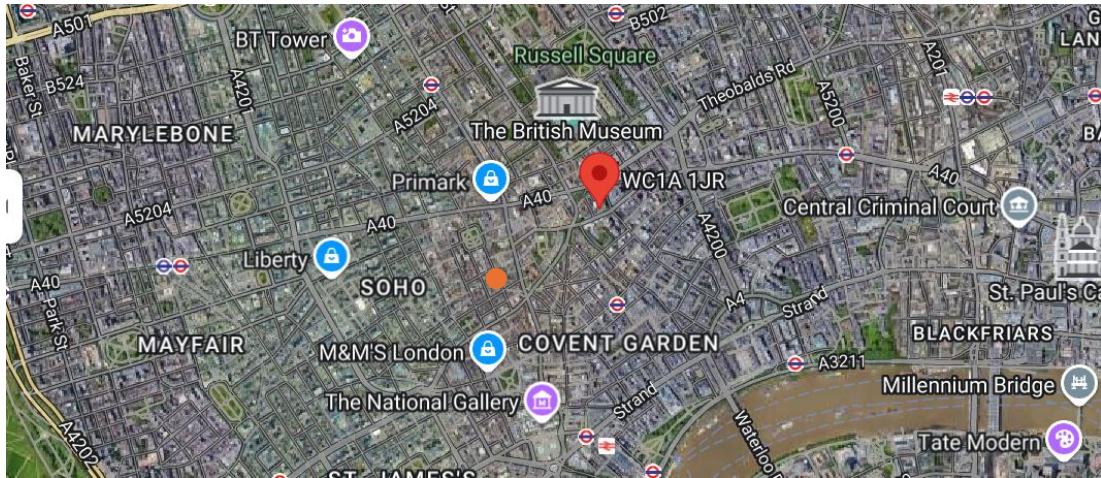 A501
B502
BT Tower
Russell Square
A201
Baker St
B524
A4201
Theobalds Rd
A5204
A5200
MARYLEBONE
The British Museum
A40
Primark
WC1A 1JR
A40
A5204
A40
Central Criminal Court
A4200
Liberty
A40
SOHO
St. Paul's Ca
Park St
A4
Strand
MAYFAIR
M&M'S London
COVENT GARDEN
BLACKFRIARS
A3211
Millennium Bridge
The National Gallery
Strand
A4202
Waterloo
Tate Modern
ST. JAMES'S